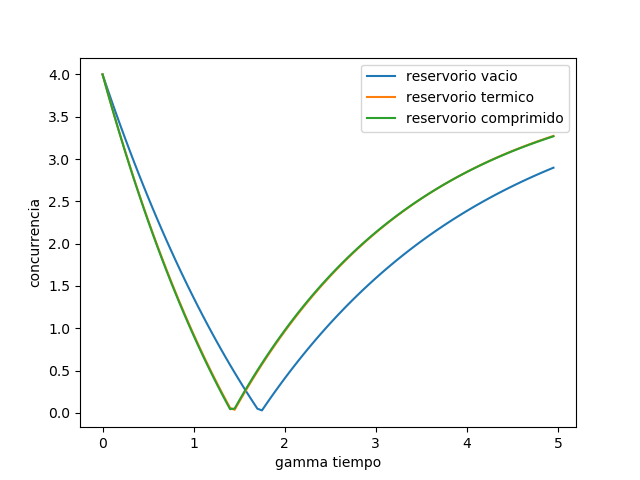 reservorio vacio
reservorio termico
reservorio comprimido
concurrencia
4.0
3.5
3.0
2.5
2.0
1.5
1.0
0.5
0.0
0 1 2 3 4 5
gamma tiempo